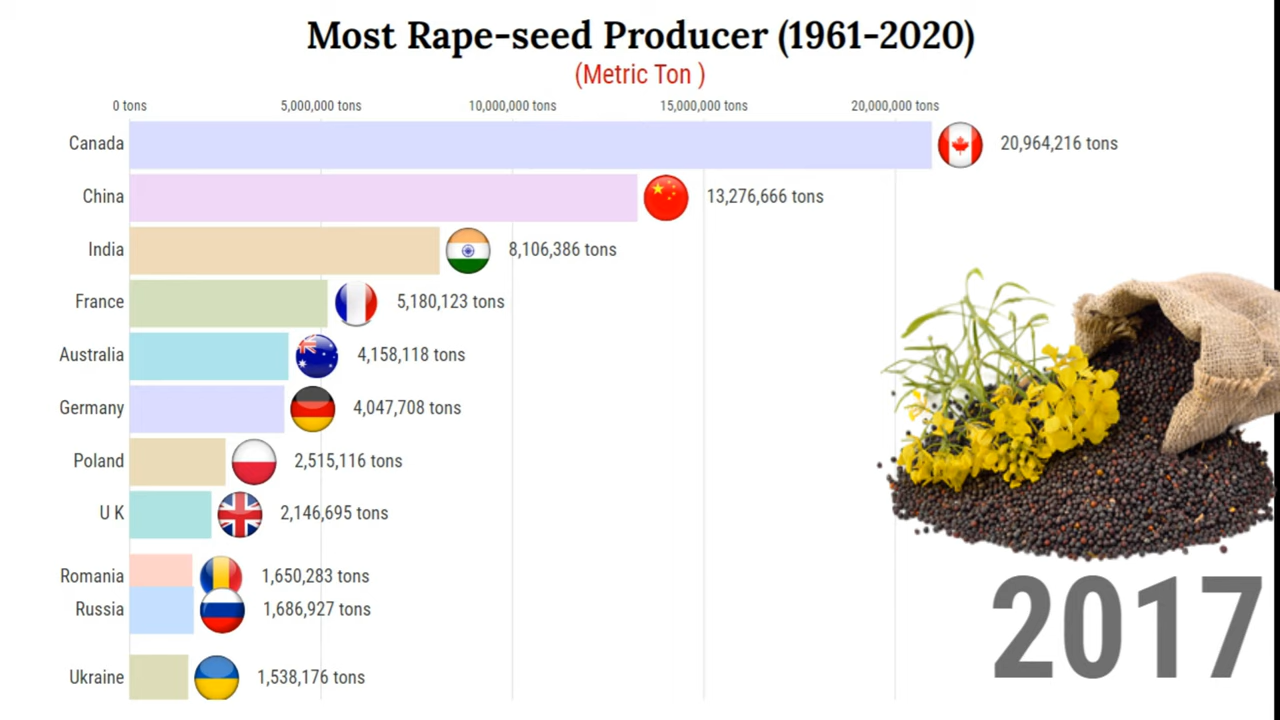 Most Rape-seed Producer (1961-2020)
(Metric Ton )
0 tons 5,000,000 tons 10,000,000 tons 15,000,000 tons 20,000,000 tons
Canada 20,964,216 tons
China 13,276,666 tons
India 8,106,386 tons
France 5,180,123 tons
Australia 4,158,118 tons
Germany 4,047,708 tons
Poland 2,515,116 tons
U K 2,146,695 tons
Romania 1,650,283 tons
Russia 1,686,927 tons
Ukraine 1,538,176 tons
2017